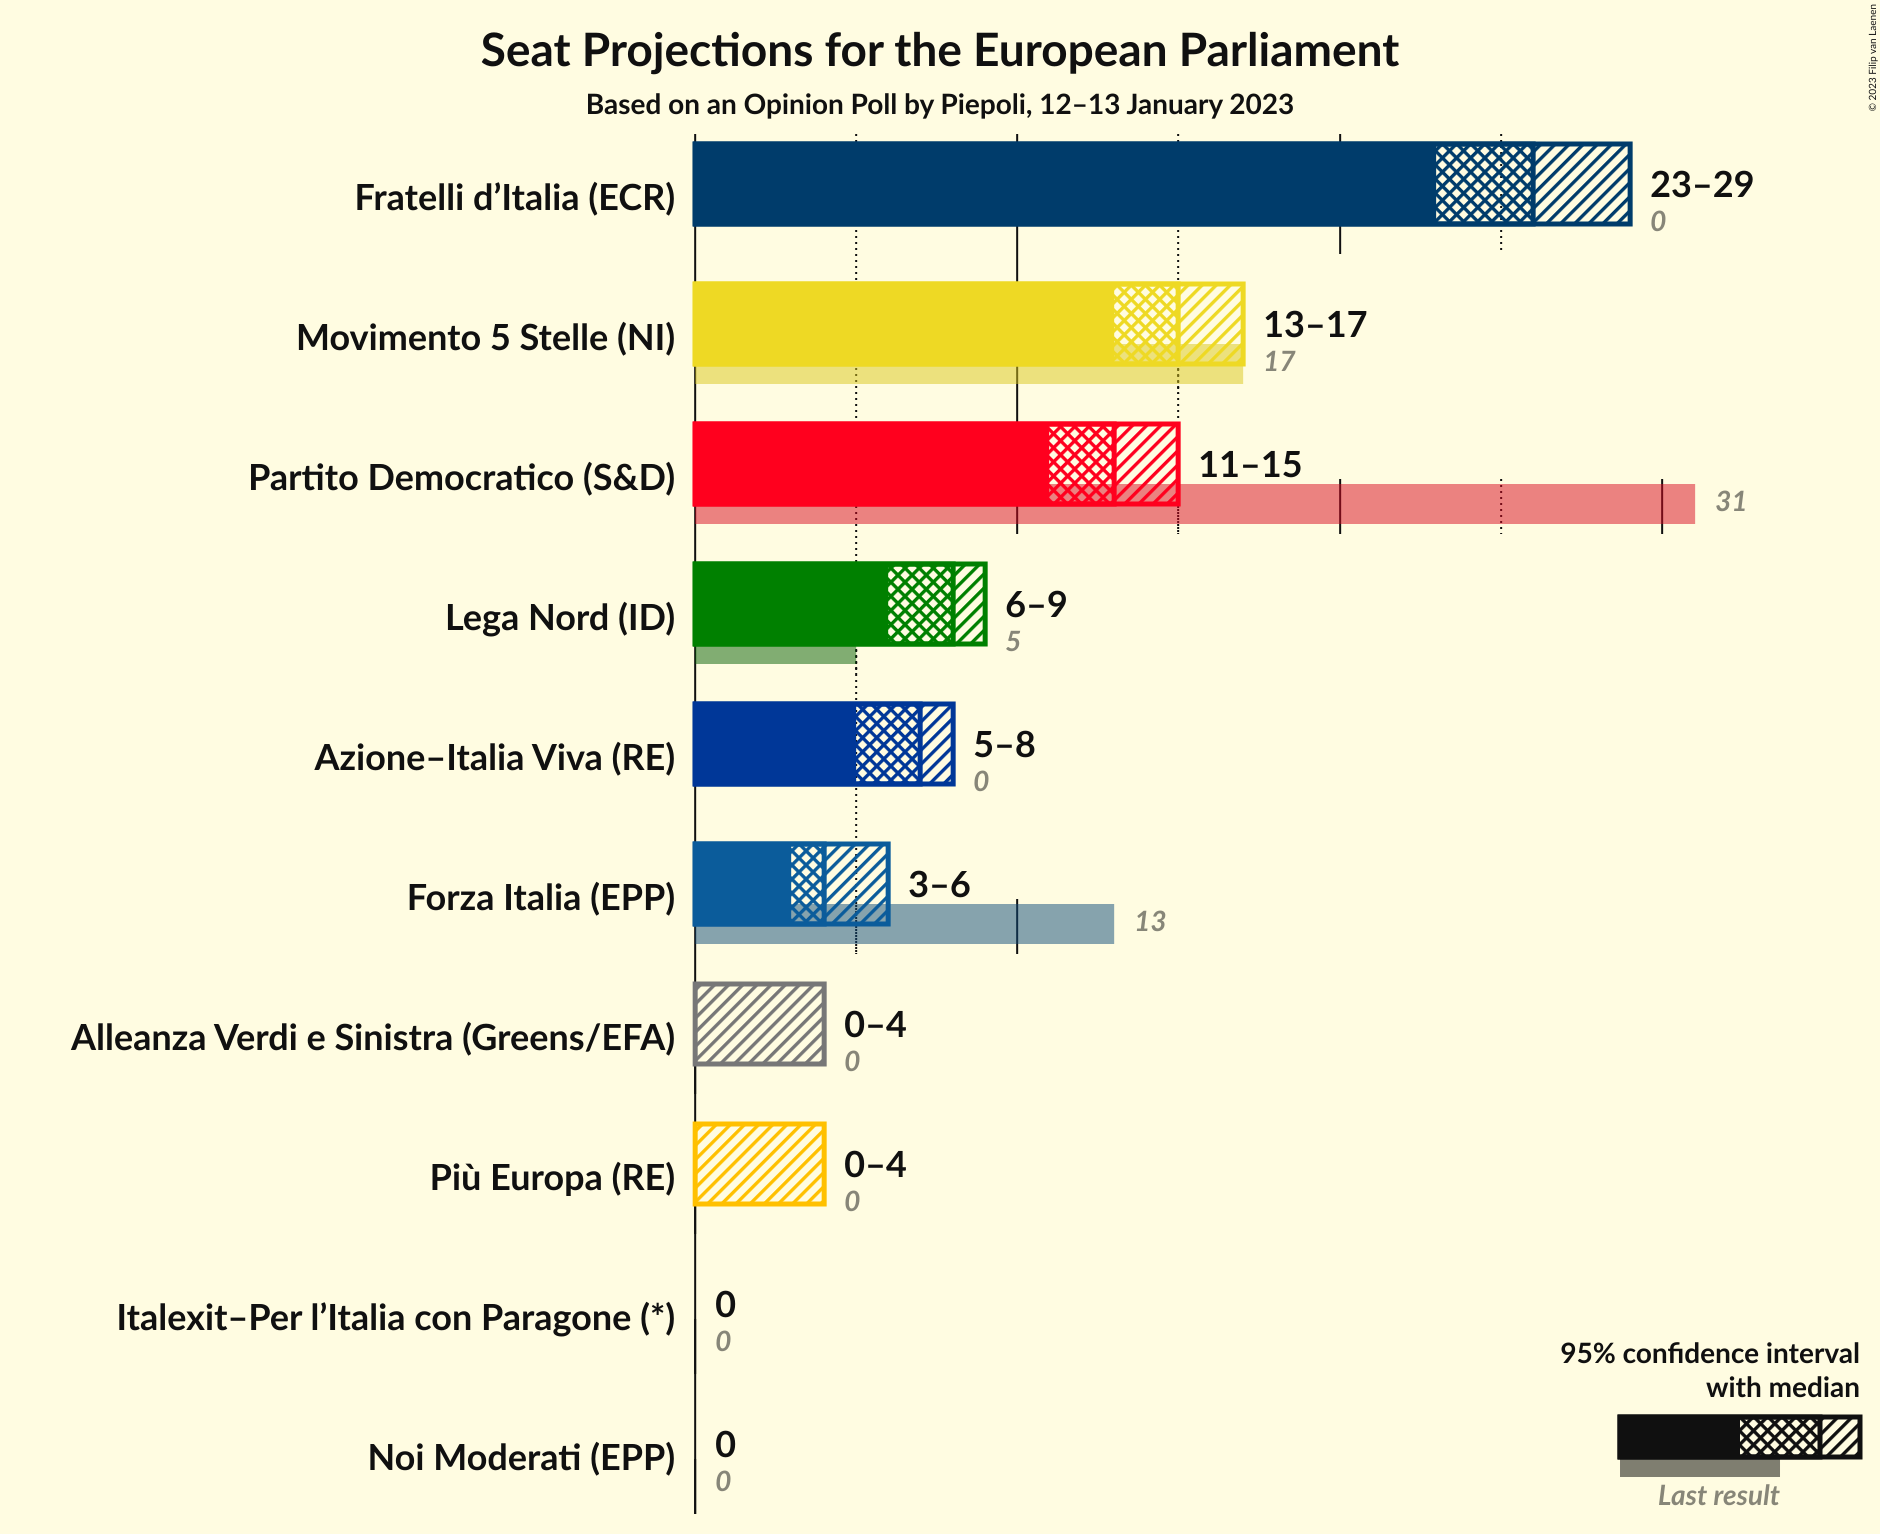 Seat Projections for the European Parliament
Based on an Opinion Poll by Piepoli, 12–13 January 2023
© 2023 Filip van Laenen
Fratelli d’Italia (ECR)
23–29
0
Movimento 5 Stelle (NI)
13–17
17
Partito Democratico (S&D)
11–15
31
Lega Nord (ID)
6–9
5
Azione–Italia Viva (RE)
5–8
0
Forza Italia (EPP)
3–6
13
Alleanza Verdi e Sinistra (Greens/EFA)
0–4
0
Più Europa (RE)
0–4
0
Italexit–Per l’Italia con Paragone (*)
0
0
Noi Moderati (EPP)
0
0
95% confidence interval
with median
Last result